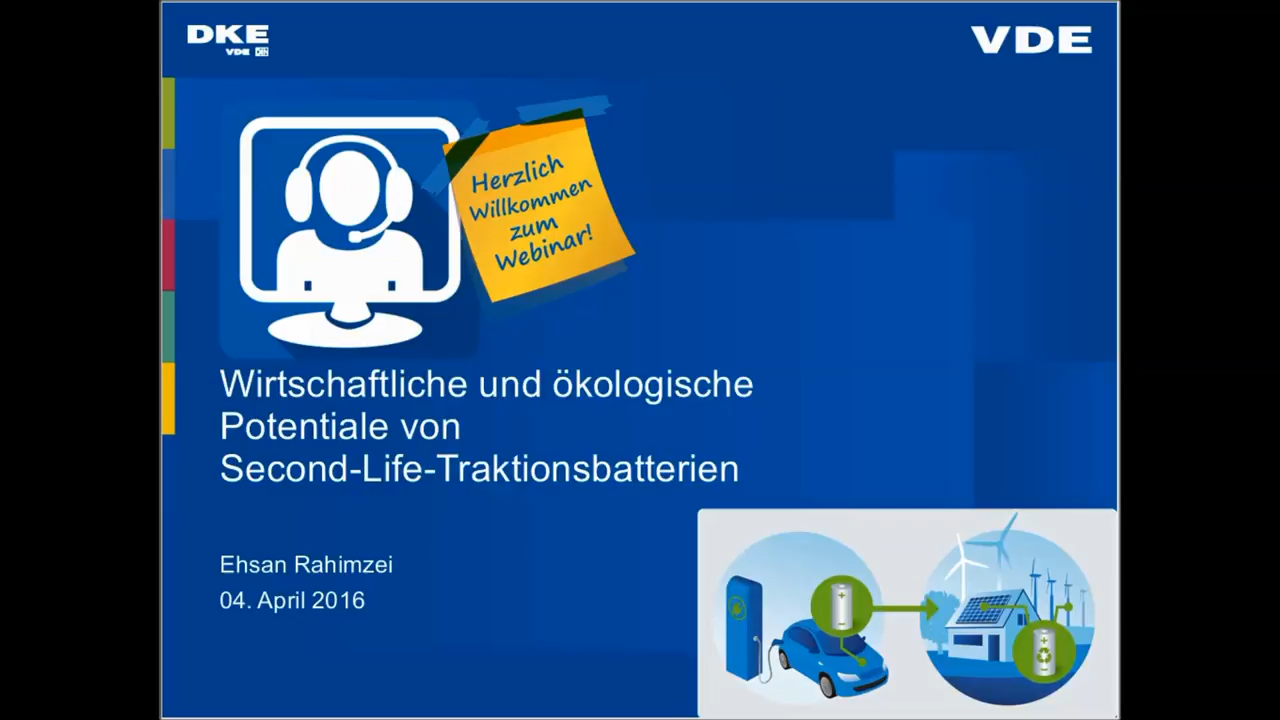 DKE
VDE DIN
VDE
Herzlich
Willkommen
zum
Webinar!
Wirtschaftliche und ökologische
Potentiale von
Second-Life-Traktionsbatterien
Ehsan Rahimzei
04. April 2016